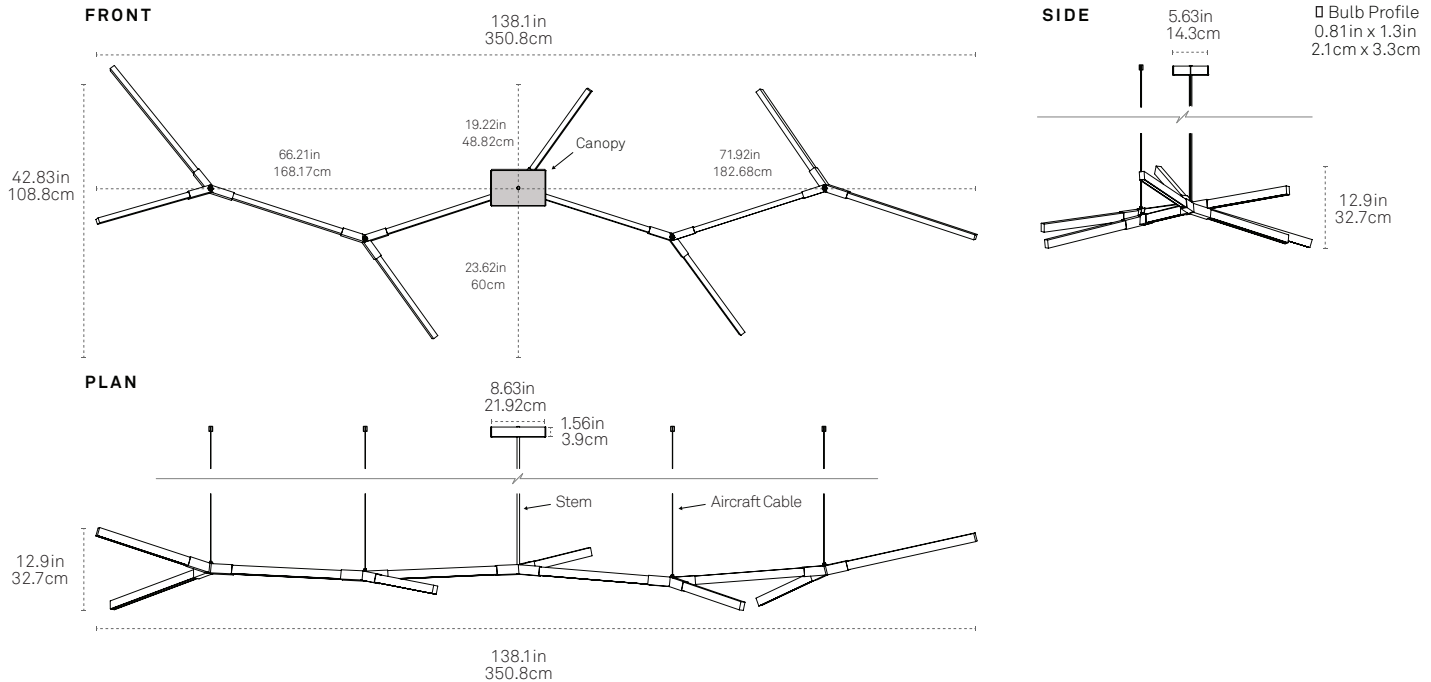 FRONT
138.1in
350.8cm
SIDE
5.63in
14.3cm
Bulb Profile
0.81in x 1.3in
2.1cm x 3.3cm
19.22in
48.82cm
Canopy
66.21in
168.17cm
71.92in
182.68cm
42.83in
108.8cm
12.9in
32.7cm
23.62in
60cm
PLAN
8.63in
21.92cm
1.56in
3.9cm
Stem
Aircraft Cable
12.9in
32.7cm
138.1in
350.8cm